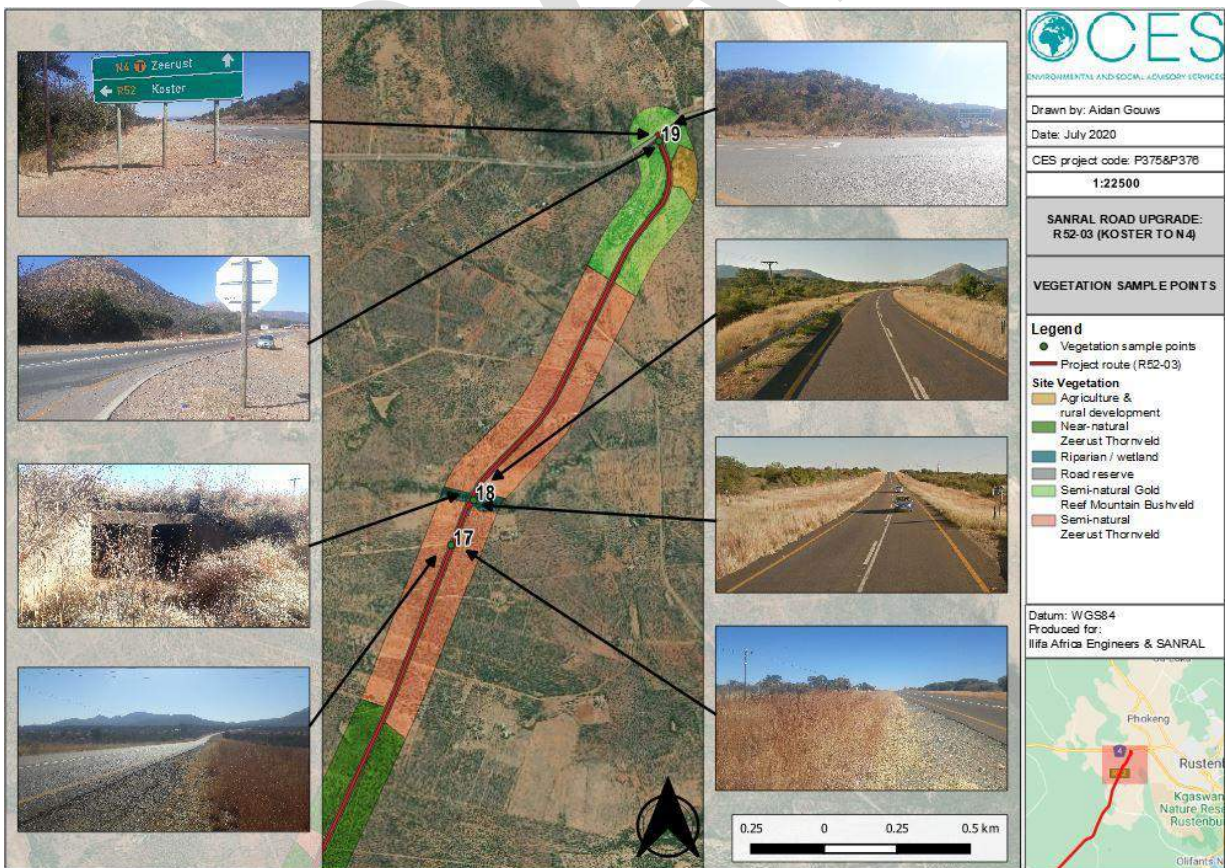 N4 T Zeerust
R52 Koster
19
18
17
0.25 0 0.25 0.5 km
CES
ENVIRONMENTAL AND SOCIAL ADVISORY SERVICES
Drawn by: Aidan Gouws
Date: July 2020
CES project code: P375&P376
1:22500
SANRAL ROAD UPGRADE:
R52-03 (KOSTER TO N4)
VEGETATION SAMPLE POINTS
Legend
Vegetation sample points
Project route (R52-03)
Site Vegetation
Agriculture &
rural development
Near-natural
Zeerust Thornveld
Riparian / wetland
Road reserve
Semi-natural Gold
Reef Mountain Bushveld
Semi-natural
Zeerust Thornveld
Datum: WGS84
Produced for:
Ilifa Africa Engineers & SANRAL
Phokeng
4
Rustenb
Kgaswan
Nature Rese
Rustenbu
Olifants N